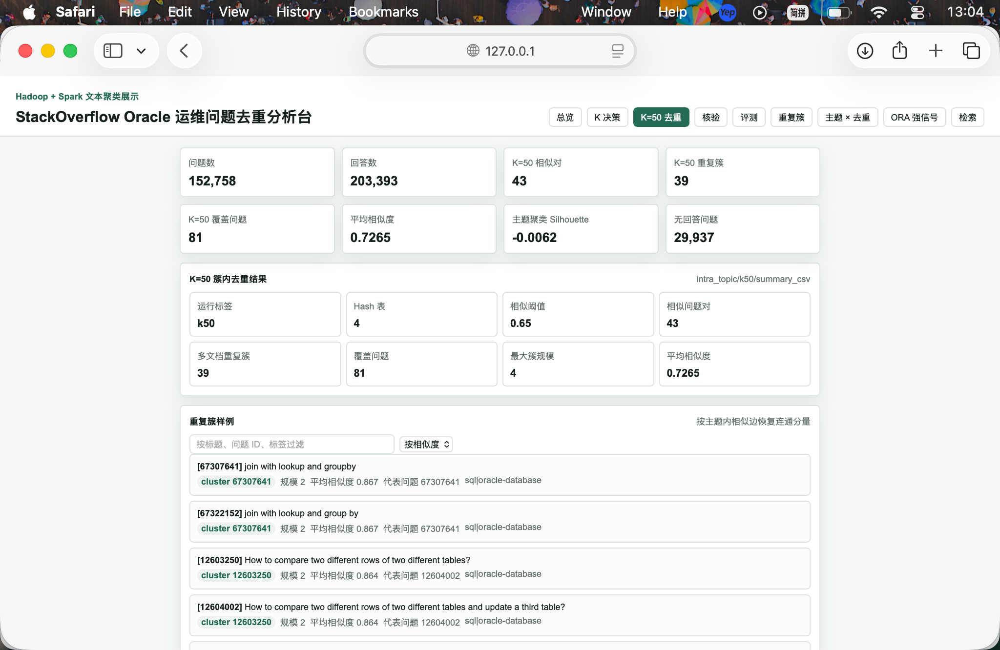 Safari File Edit View History Bookmarks Window Help Yep 简拼 13:04
127.0.0.1
Hadoop + Spark 文本聚类展示
StackOverflow Oracle 运维问题去重分析台
总览 K 决策 K=50 去重 核验 评测 重复簇 主题 × 去重 ORA 强信号 检索
问题数 回答数 K=50 相似对 K=50 重复簇
152,758 203,393 43 39
K=50 覆盖问题 平均相似度 主题聚类 Silhouette 无回答问题
81 0.7265 -0.0062 29,937
K=50 簇内去重结果 intra_topic/k50/summary_csv
运行标签 Hash 表 相似阈值 相似问题对
k50 4 0.65 43
多文档重复簇 覆盖问题 最大簇规模 平均相似度
39 81 4 0.7265
重复簇样例 按主题内相似边恢复连通分量
按标题、问题 ID、标签过滤 按相似度
[67307641] join with lookup and groupby
cluster 67307641 规模 2 平均相似度 0.867 代表问题 67307641 sql|oracle-database
[67322152] join with lookup and group by
cluster 67307641 规模 2 平均相似度 0.867 代表问题 67307641 sql|oracle-database
[12603250] How to compare two different rows of two different tables?
cluster 12603250 规模 2 平均相似度 0.864 代表问题 12604002 sql|oracle-database
[12604002] How to compare two different rows of two different tables and update a third table?
cluster 12603250 规模 2 平均相似度 0.864 代表问题 12604002 sql|oracle-database